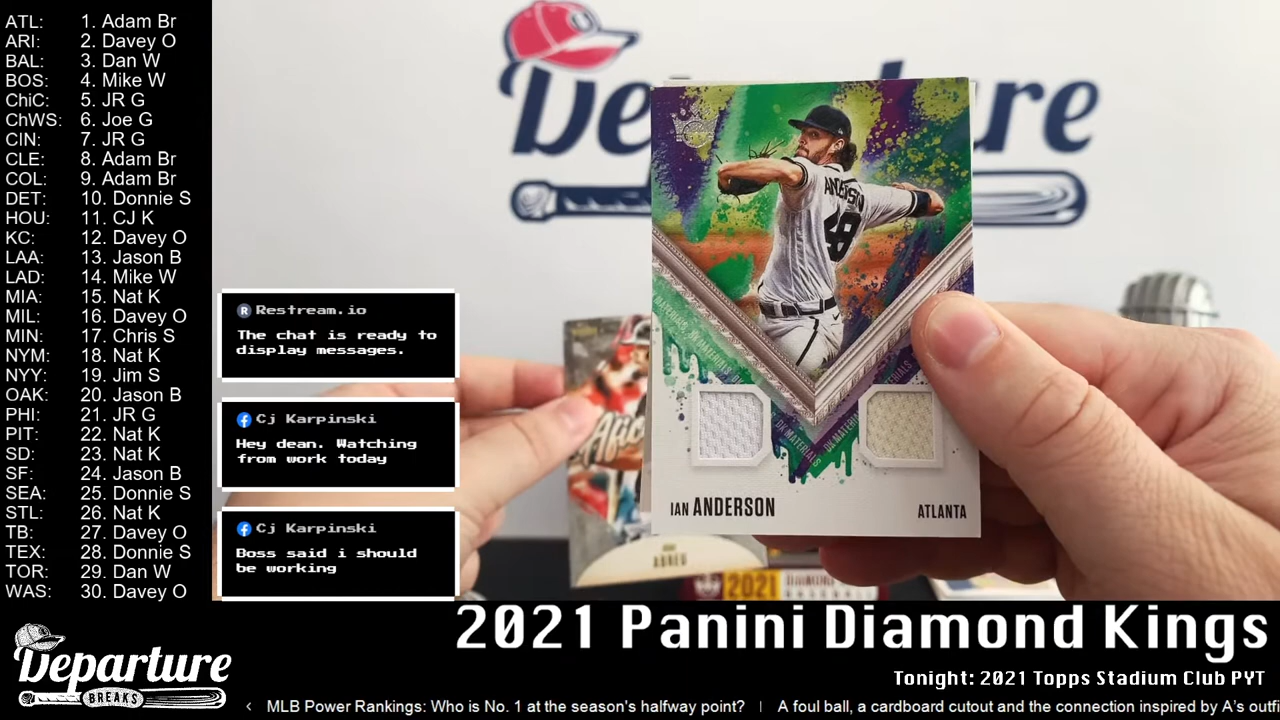 ATL: 1. Adam Br
ARI: 2. Davey O
BAL: 3. Dan W
BOS: 4. Mike W
ChiC: 5. JR G
ChWS: 6. Joe G
CIN: 7. JR G
CLE: 8. Adam Br
COL: 9. Adam Br
DET: 10. Donnie S
HOU: 11. CJ K
KC: 12. Davey O
LAA: 13. Jason B
LAD: 14. Mike W
MIA: 15. Nat K
MIL: 16. Davey O
MIN: 17. Chris S
NYM: 18. Nat K
NYY: 19. Jim S
OAK: 20. Jason B
PHI: 21. JR G
PIT: 22. Nat K
SD: 23. Nat K
SF: 24. Jason B
SEA: 25. Donnie S
STL: 26. Nat K
TB: 27. Davey O
TEX: 28. Donnie S
TOR: 29. Dan W
WAS: 30. Davey O
Departure
BREAKS
R Restream.io
The chat is ready to
display messages.
Cj Karpinski
Hey dean. Watching
from work today
Cj Karpinski
Boss said i should
be working
De ure
ANDERSON
48
DK MATERIALS
IAN ANDERSON
ATLANTA
ABREU
2021
2021 Panini Diamond Kings
Tonight: 2021 Topps Stadium Club PYT
‹ MLB Power Rankings: Who is No. 1 at the season's halfway point? | A foul ball, a cardboard cutout and the connection inspired by A's outfi